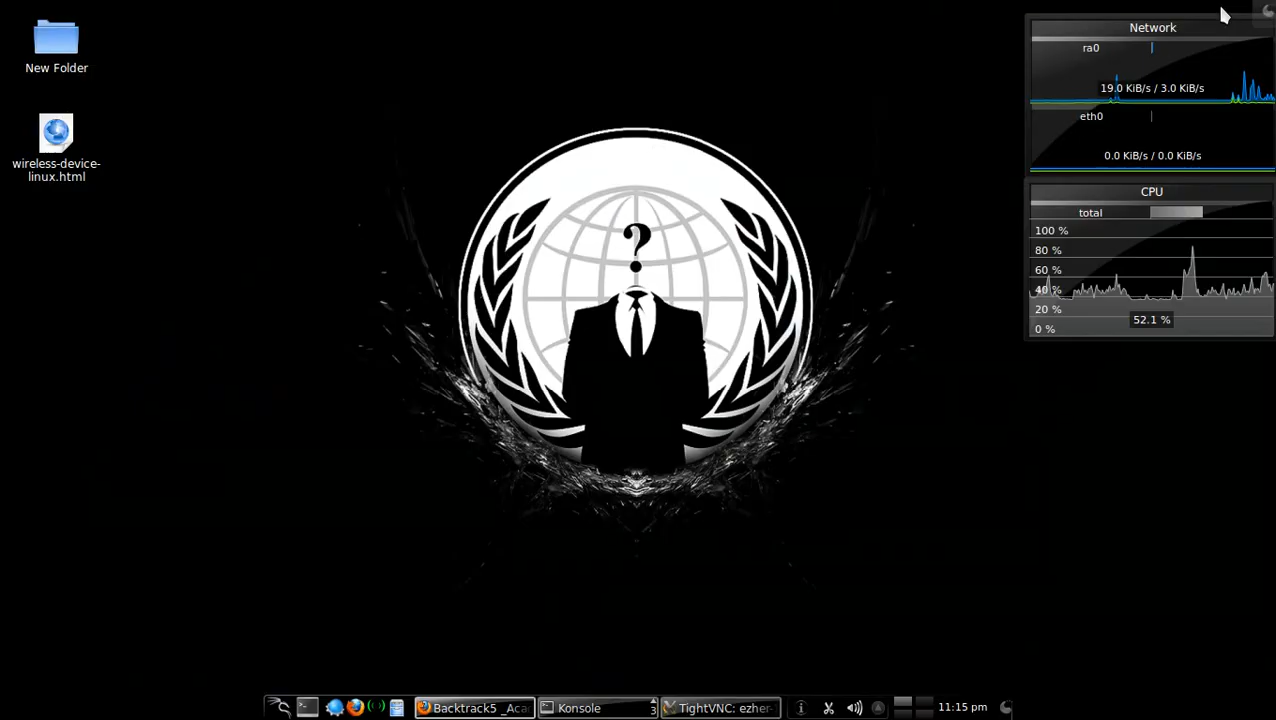 New Folder
wireless-device-
linux.html
?
Network
ra0
19.0 KiB/s / 3.0 KiB/s
eth0
0.0 KiB/s / 0.0 KiB/s
CPU
total
100 %
80 %
60 %
40 %
20 %
0 %
52.1 %
Backtrack5 _Aca
Konsole
3
TightVNC: ezher-
11:15 pm